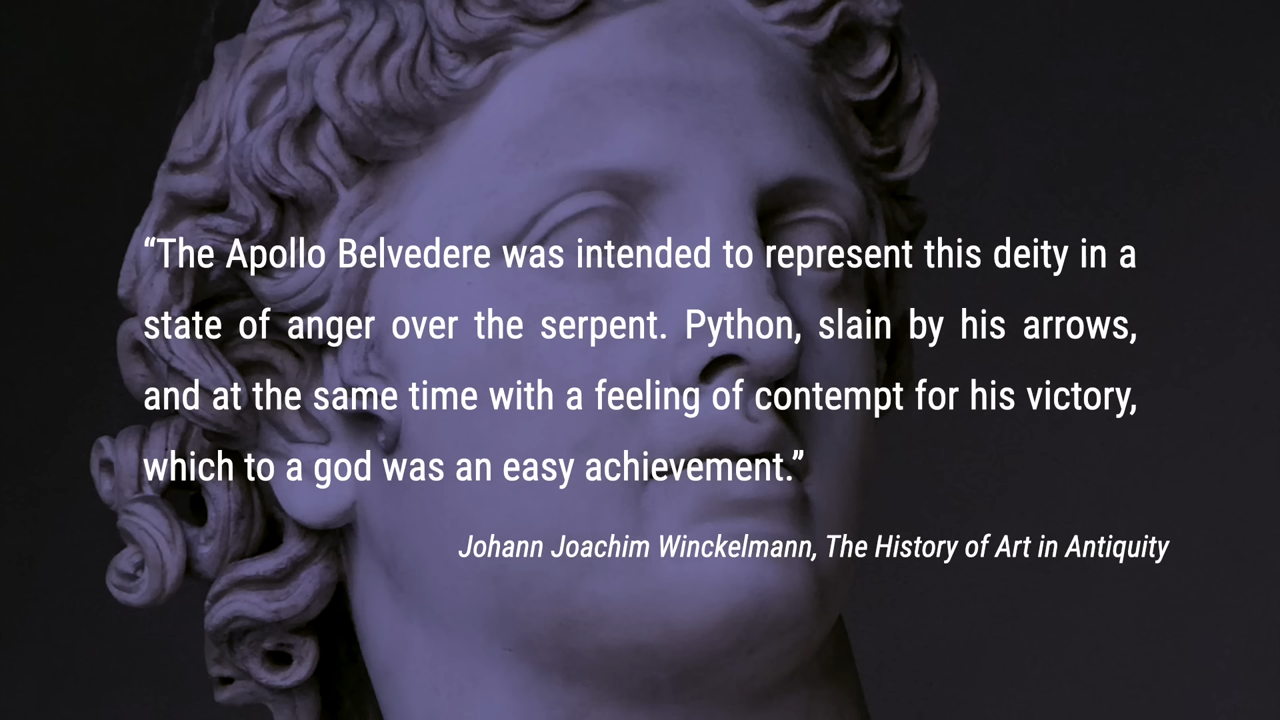 “The Apollo Belvedere was intended to represent this deity in a
state of anger over the serpent. Python, slain by his arrows,
and at the same time with a feeling of contempt for his victory,
which to a god was an easy achievement.”
Johann Joachim Winckelmann, The History of Art in Antiquity